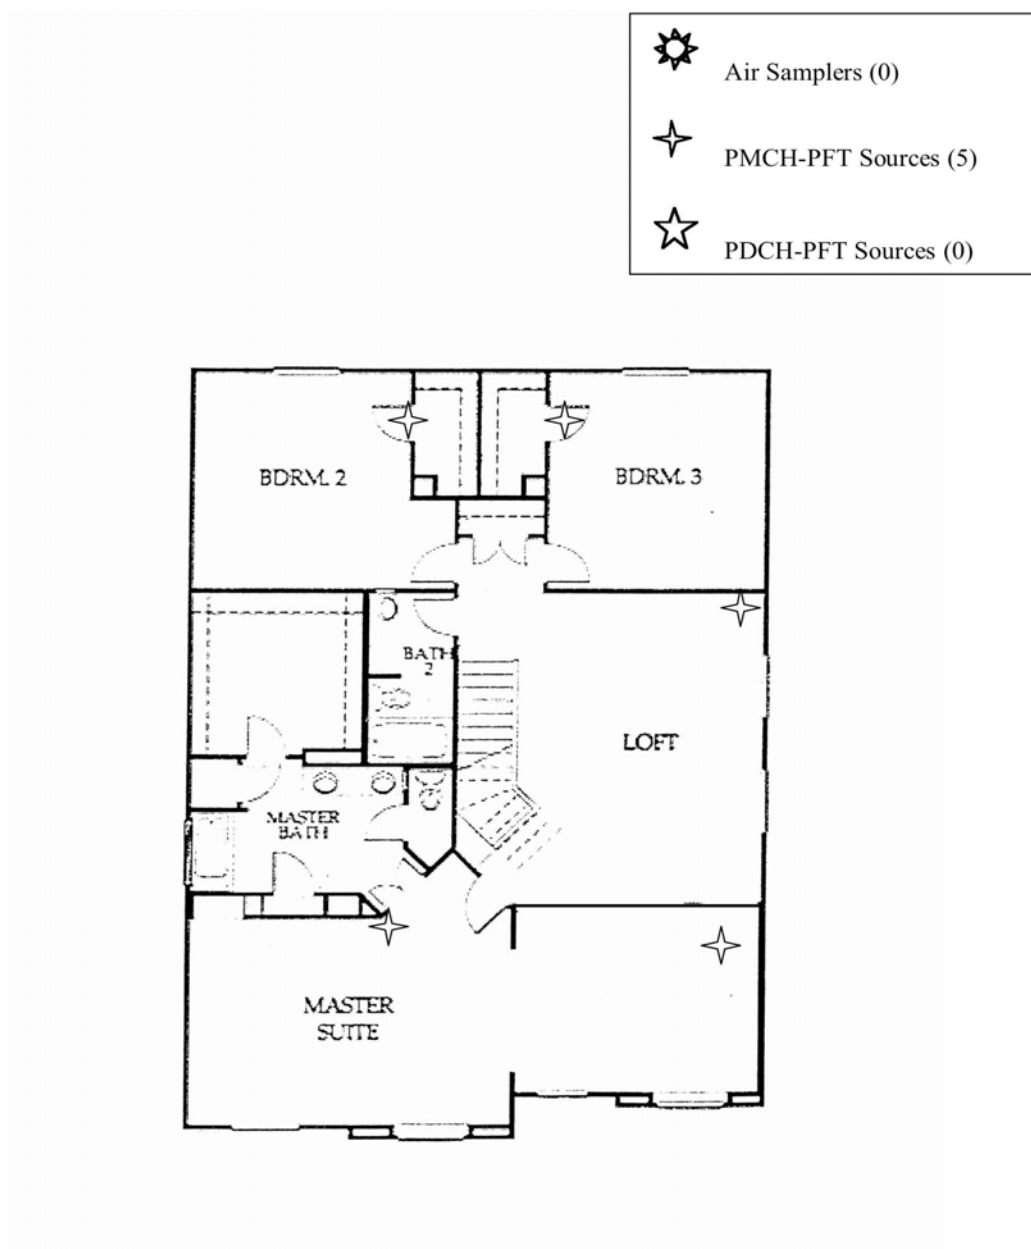 Air Samplers (0)
PMCH-PFT Sources (5)
PDCH-PFT Sources (0)
BDRM. 2
BDRM. 3
BATH
2
LOFT
MASTER
BATH
MASTER
SUITE